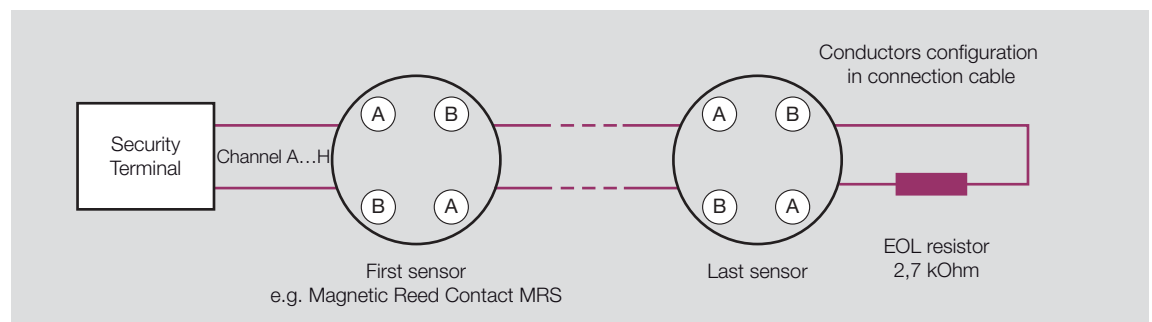 Conductors configuration
in connection cable
Security
Terminal
Channel A...H
A
B
B
A
A
B
B
A
First sensor
e.g. Magnetic Reed Contact MRS
Last sensor
EOL resistor
2,7 kOhm